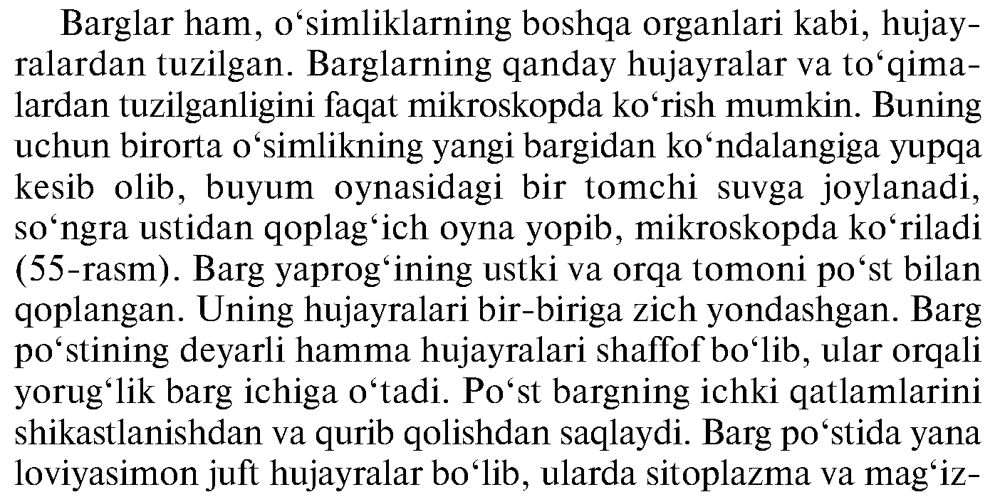 Barglar ham, o‘simliklarning boshqa organlari kabi, hujay-
ralardan tuzilgan. Barglarning qanday hujayralar va to‘qima-
lardan tuzilganligini faqat mikroskopda ko‘rish mumkin. Buning
uchun birorta o‘simlikning yangi bargidan ko‘ndalangiga yupqa
kesib olib, buyum oynasidagi bir tomchi suvga joylanadi,
so‘ngra ustidan qoplag‘ich oyna yopib, mikroskopda ko‘riladi
(55-rasm). Barg yaprog‘ining ustki va orqa tomoni po‘st bilan
qoplangan. Uning hujayralari bir-biriga zich yondashgan. Barg
po‘stining deyarli hamma hujayralari shaffof bo‘lib, ular orqali
yorug‘lik barg ichiga o‘tadi. Po‘st bargning ichki qatlamlarini
shikastlanishdan va qurib qolishdan saqlaydi. Barg po‘stida yana
loviyasimon juft hujayralar bo‘lib, ularda sitoplazma va mag‘iz-